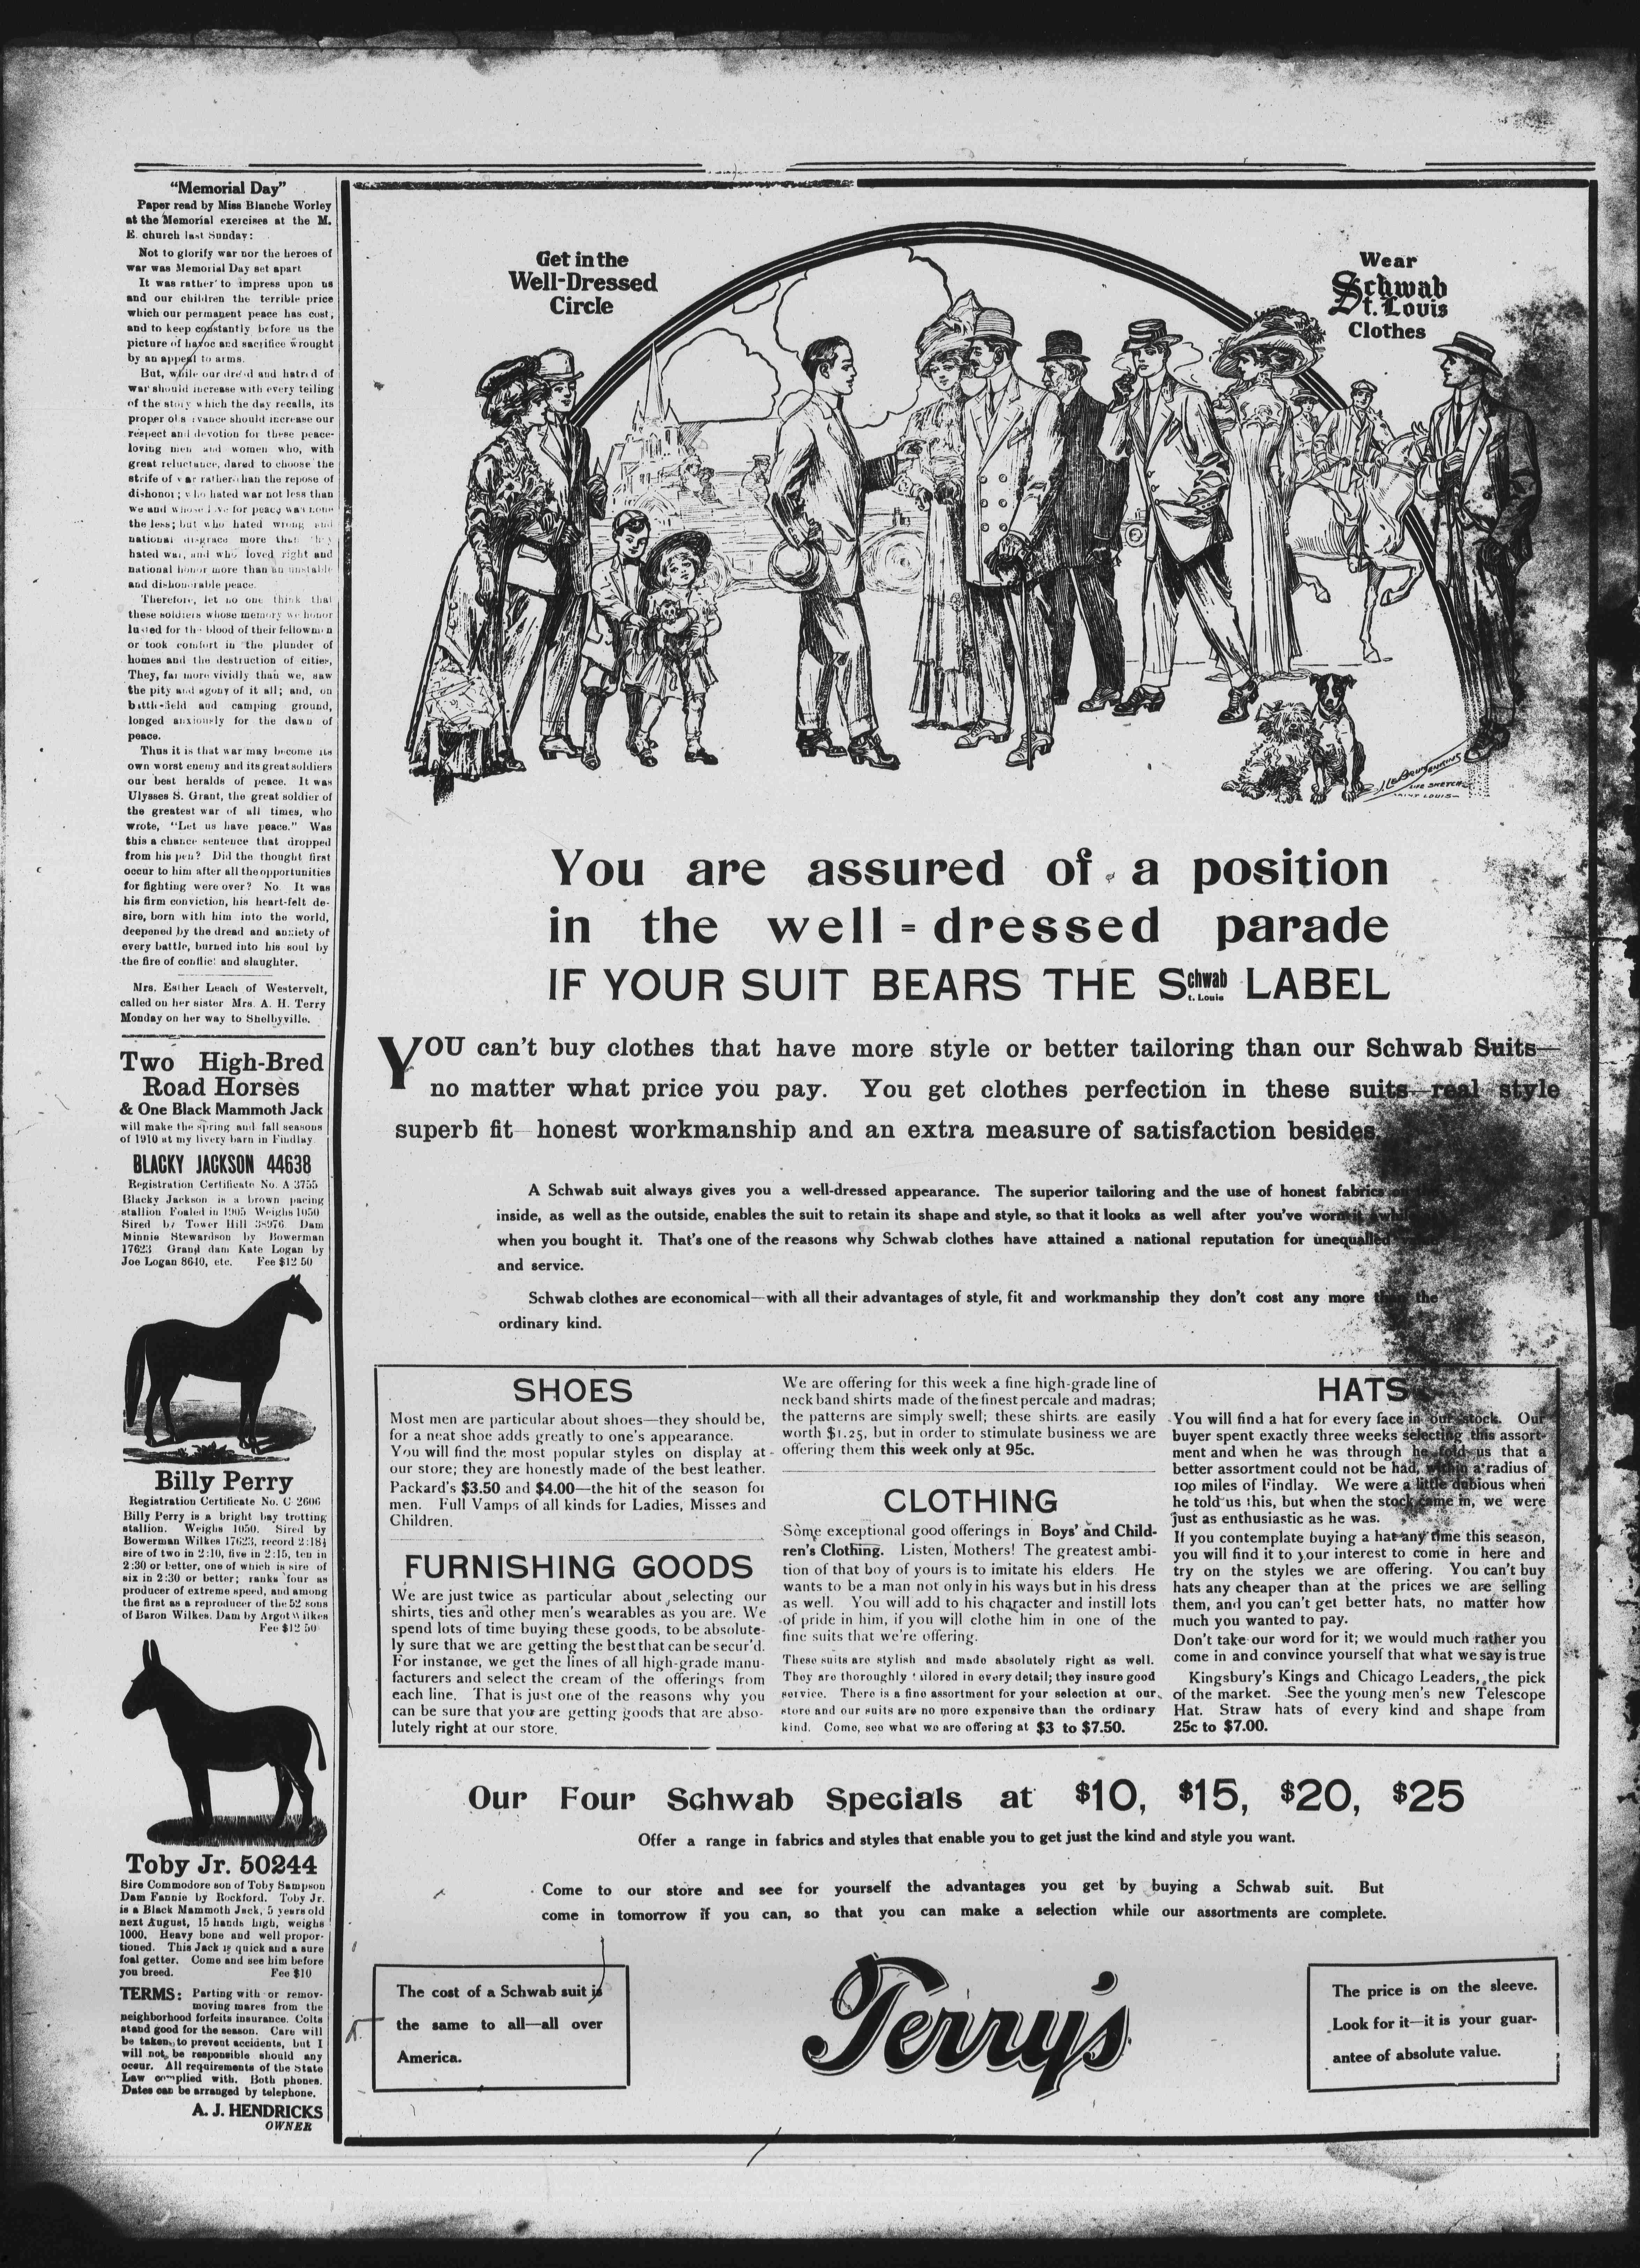 "Memorial Day"
Paper read by Miss Blanche Worley
at the Memorial exercises at the M.
E. church last Sunday:
Not to glorify war nor the heroes of
war was Memorial Day set apart
It was rather to impress upon us
and our children the terrible price
which our permanent peace has cost,
and to keep constantly before us the
picture of havoc and sacrifice wrought
by an appeal to arms.
But, while our dread and hatred of
war should increase with every telling
of the story which the day recalls, its
proper observance should increase our
respect and devotion for these peace-
loving men and women who, with
great reluctance, dared to choose the
strife of war rather than the repose of
dishonor; who hated war not less than
we and whose love for peace was none
the less; but who hated wrong and
national disgrace more than they
hated war, and who loved right and
national honor more than an unstable
and dishonorable peace.
Therefore, let no one think that
these soldiers whose memory we honor
lusted for the blood of their fellowmen
or took comfort in the plunder of
homes and the destruction of cities,
They, far more vividly than we, saw
the pity and agony of it all; and, on
battle-field and camping ground,
longed anxiously for the dawn of
peace.
Thus it is that war may become its
own worst enemy and its great soldiers
our best heralds of peace. It was
Ulysses S. Grant, the great soldier of
the greatest war of all times, who
wrote, "Let us have peace." Was
this a chance sentence that dropped
from his pen? Did the thought first
occur to him after all the opportunities
for fighting were over? No It was
his firm conviction, his heart-felt de-
sire, born with him into the world,
deepened by the dread and anxiety of
every battle, burned into his soul by
the fire of conflict and slaughter.
Mrs. Esther Leach of Westervelt,
called on her sister Mrs. A. H. Terry
Monday on her way to Shelbyville.
Two High-Bred
Road Horses
& One Black Mammoth Jack
will make the spring and fall seasons
of 1910 at my livery barn in Findlay
BLACKY JACKSON 44638
Registration Certificate No. A 3755
Blacky Jackson is a brown pacing
stallion Foaled in 1905 Weighs 1050
Sired by Tower Hill 38976 Dam
Minnie Stewardson by Bowerman
17623 Grand dam Kate Logan by
Joe Logan 8640, etc. Fee $12 50
Billy Perry
Registration Certificate No. C 2606
Billy Perry is a bright bay trotting
stallion. Weighs 1050. Sired by
Bowerman Wilkes 17623, record 2:18½
sire of two in 2:10, five in 2:15, ten in
2:30 or better, one of which is sire of
six in 2:30 or better; ranks four as
producer of extreme speed, and among
the first as a reproducer of the 52 sons
of Baron Wilkes. Dam by Argot Wilkes
Fee $12 50
Toby Jr. 50244
Sire Commodore son of Toby Sampson
Dam Fannie by Rockford. Toby Jr.
is a Black Mammoth Jack, 5 years old
next August, 15 hands high, weighs
1000. Heavy bone and well propor-
tioned. This Jack is quick and a sure
foal getter. Come and see him before
you breed. Fee $10
TERMS: Parting with or remov-
moving mares from the
neighborhood forfeits insurance. Colts
stand good for the season. Care will
be taken to prevent accidents, but I
will not be responsible should any
occur. All requirements of the State
Law complied with. Both phones.
Dates can be arranged by telephone.
A. J. HENDRICKS
OWNER
Get in the
Well-Dressed
Circle
Wear
Schwab
St. Louis
Clothes
LIFE SKETCH
SAINT LOUIS
You are assured of a position
in the well-dressed parade
IF YOUR SUIT BEARS THE Schwab St. Louis LABEL
YOU can't buy clothes that have more style or better tailoring than our Schwab Suits—
no matter what price you pay. You get clothes perfection in these suits—real style
superb fit—honest workmanship and an extra measure of satisfaction besides.
A Schwab suit always gives you a well-dressed appearance. The superior tailoring and the use of honest fabrics on the
inside, as well as the outside, enables the suit to retain its shape and style, so that it looks as well after you've worn it
when you bought it. That's one of the reasons why Schwab clothes have attained a national reputation for unequalled
and service.
Schwab clothes are economical—with all their advantages of style, fit and workmanship they don't cost any more than the
ordinary kind.
SHOES
Most men are particular about shoes—they should be,
for a neat shoe adds greatly to one's appearance.
You will find the most popular styles on display at
our store; they are honestly made of the best leather.
Packard's $3.50 and $4.00—the hit of the season for
men. Full Vamps of all kinds for Ladies, Misses and
Children.
FURNISHING GOODS
We are just twice as particular about selecting our
shirts, ties and other men's wearables as you are. We
spend lots of time buying these goods, to be absolute-
ly sure that we are getting the best that can be secur'd.
For instance, we get the lines of all high-grade manu-
facturers and select the cream of the offerings from
each line. That is just one of the reasons why you
can be sure that you are getting goods that are abso-
lutely right at our store.
We are offering for this week a fine high-grade line of
neck band shirts made of the finest percale and madras;
the patterns are simply swell; these shirts are easily
worth $1.25, but in order to stimulate business we are
offering them this week only at 95c.
CLOTHING
Some exceptional good offerings in Boys' and Child-
ren's Clothing. Listen, Mothers! The greatest ambi-
tion of that boy of yours is to imitate his elders. He
wants to be a man not only in his ways but in his dress
as well. You will add to his character and instill lots
of pride in him, if you will clothe him in one of the
fine suits that we're offering.
These suits are stylish and made absolutely right as well.
They are thoroughly tailored in every detail; they insure good
service. There is a fine assortment for your selection at our
store and our suits are no more expensive than the ordinary
kind. Come, see what we are offering at $3 to $7.50.
HATS
You will find a hat for every face in our stock. Our
buyer spent exactly three weeks selecting this assort-
ment and when he was through he told us that a
better assortment could not be had, within a radius of
100 miles of Findlay. We were a little dubious when
he told us this, but when the stock came in, we were
just as enthusiastic as he was.
If you contemplate buying a hat any time this season,
you will find it to your interest to come in here and
try on the styles we are offering. You can't buy
hats any cheaper than at the prices we are selling
them, and you can't get better hats, no matter how
much you wanted to pay.
Don't take our word for it; we would much rather you
come in and convince yourself that what we say is true
Kingsbury's Kings and Chicago Leaders, the pick
of the market. See the young men's new Telescope
Hat. Straw hats of every kind and shape from
25c to $7.00.
Our Four Schwab Specials at $10, $15, $20, $25
Offer a range in fabrics and styles that enable you to get just the kind and style you want.
Come to our store and see for yourself the advantages you get by buying a Schwab suit. But
come in tomorrow if you can, so that you can make a selection while our assortments are complete.
The cost of a Schwab suit is
the same to all—all over
America.
Terry's
The price is on the sleeve.
Look for it—it is your guar-
antee of absolute value.